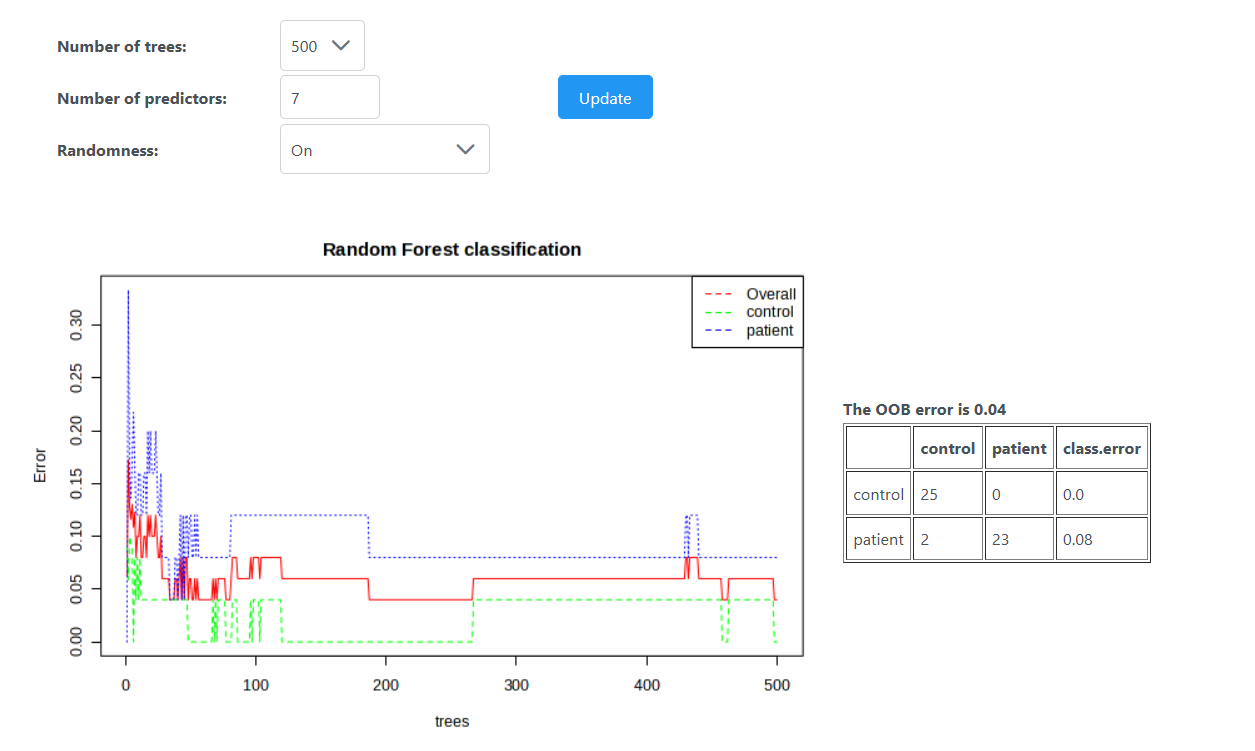 Number of trees:
500
Number of predictors:
7
Update
Randomness:
On
Random Forest classification
Overall
control
patient
0.30
0.25
0.20
0.15
0.10
0.05
0.00
Error
0 100 200 300 400 500
trees
The OOB error is 0.04
control patient class.error
control 25 0 0.0
patient 2 23 0.08